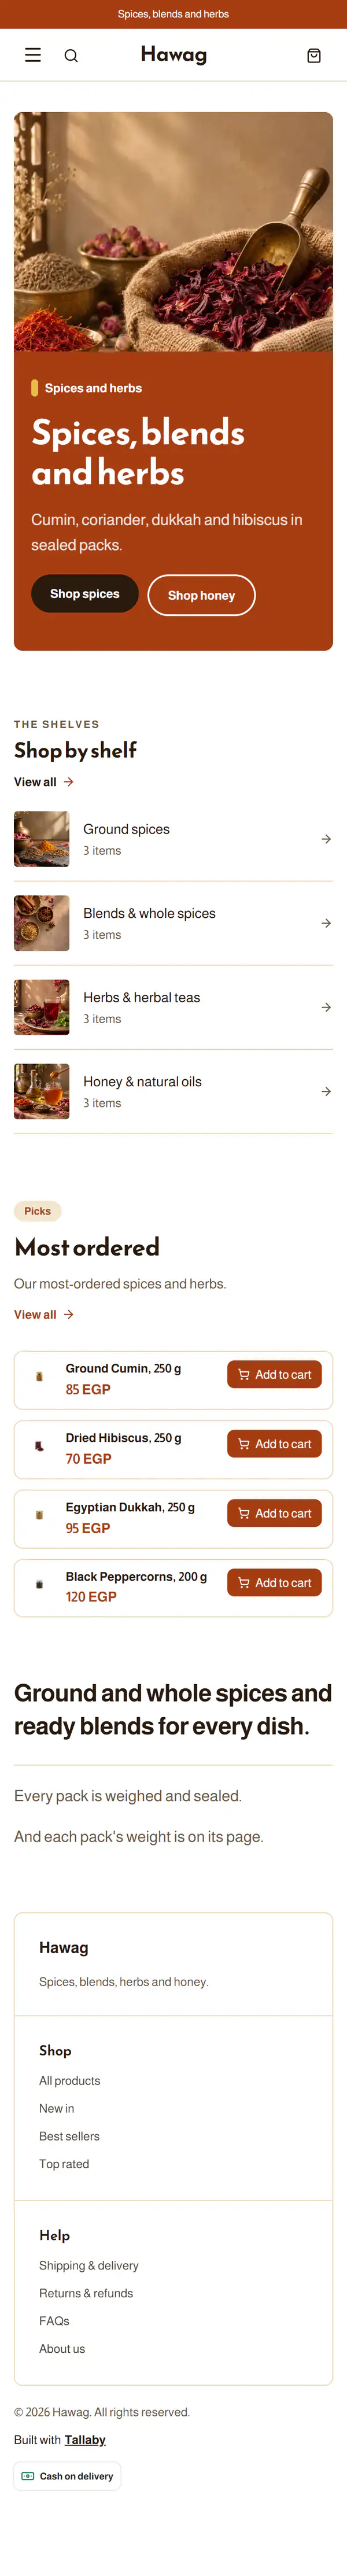 Spices, blends and herbs
Hawag
Spices and herbs
Spices, blends
and herbs
Cumin, coriander, dukkah and hibiscus in
sealed packs.
Shop spices
Shop honey
THE SHELVES
Shop by shelf
View all
Ground spices
3 items
Blends & whole spices
3 items
Herbs & herbal teas
3 items
Honey & natural oils
3 items
Picks
Most ordered
Our most-ordered spices and herbs.
View all
Ground Cumin, 250 g
85 EGP
Add to cart
Dried Hibiscus, 250 g
70 EGP
Add to cart
Egyptian Dukkah, 250 g
95 EGP
Add to cart
Black Peppercorns, 200 g
120 EGP
Add to cart
Ground and whole spices and
ready blends for every dish.
Every pack is weighed and sealed.
And each pack's weight is on its page.
Hawag
Spices, blends, herbs and honey.
Shop
All products
New in
Best sellers
Top rated
Help
Shipping & delivery
Returns & refunds
FAQs
About us
© 2026 Hawag. All rights reserved.
Built with Tallaby
Cash on delivery